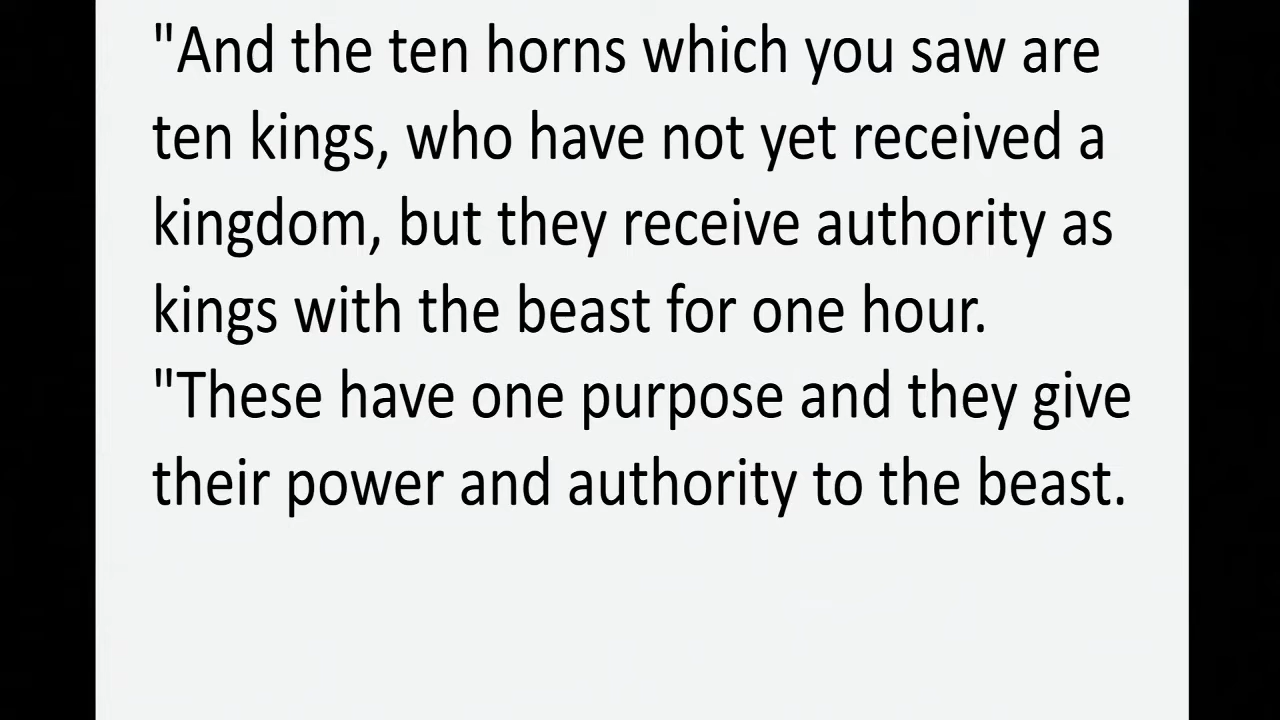 "And the ten horns which you saw are
ten kings, who have not yet received a
kingdom, but they receive authority as
kings with the beast for one hour.
"These have one purpose and they give
their power and authority to the beast.